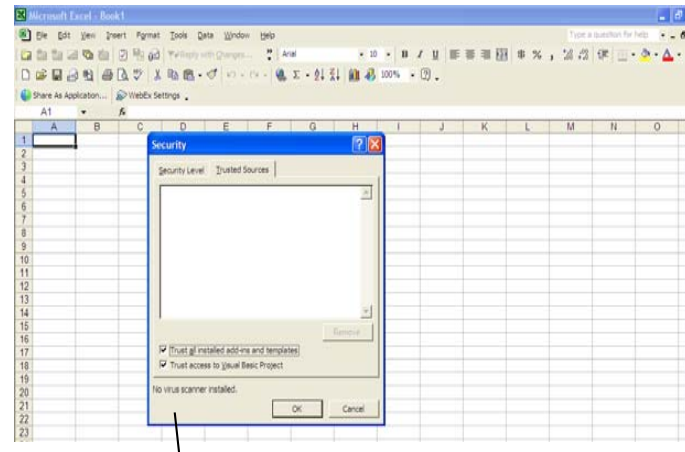 Microsoft Excel - Book1
File Edit View Insert Format Tools Data Window Help
Type a question for help
Reply with Changes...
Arial 10 B I U $ % ,
Σ 100%
Share As Application... WebEx Settings
A1 fx
A B C D E F G H I J K L M N O
1
2
3
4
5
6
7
8
9
10
11
12
13
14
15
16
17
18
19
20
21
22
23
Security
Security Level Trusted Sources
Remove
Trust all installed add-ins and templates
Trust access to Visual Basic Project
No virus scanner installed.
OK Cancel